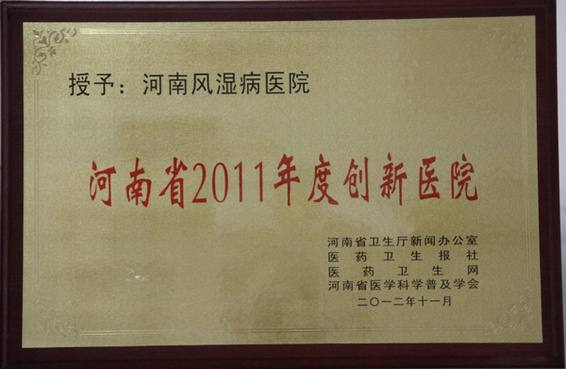 授予：河南风湿病医院
河南省2011年度创新医院
河南省卫生厅新闻办公室
医药卫生报社
医药卫生网
河南省医学科学普及学会
二〇一二年十一月